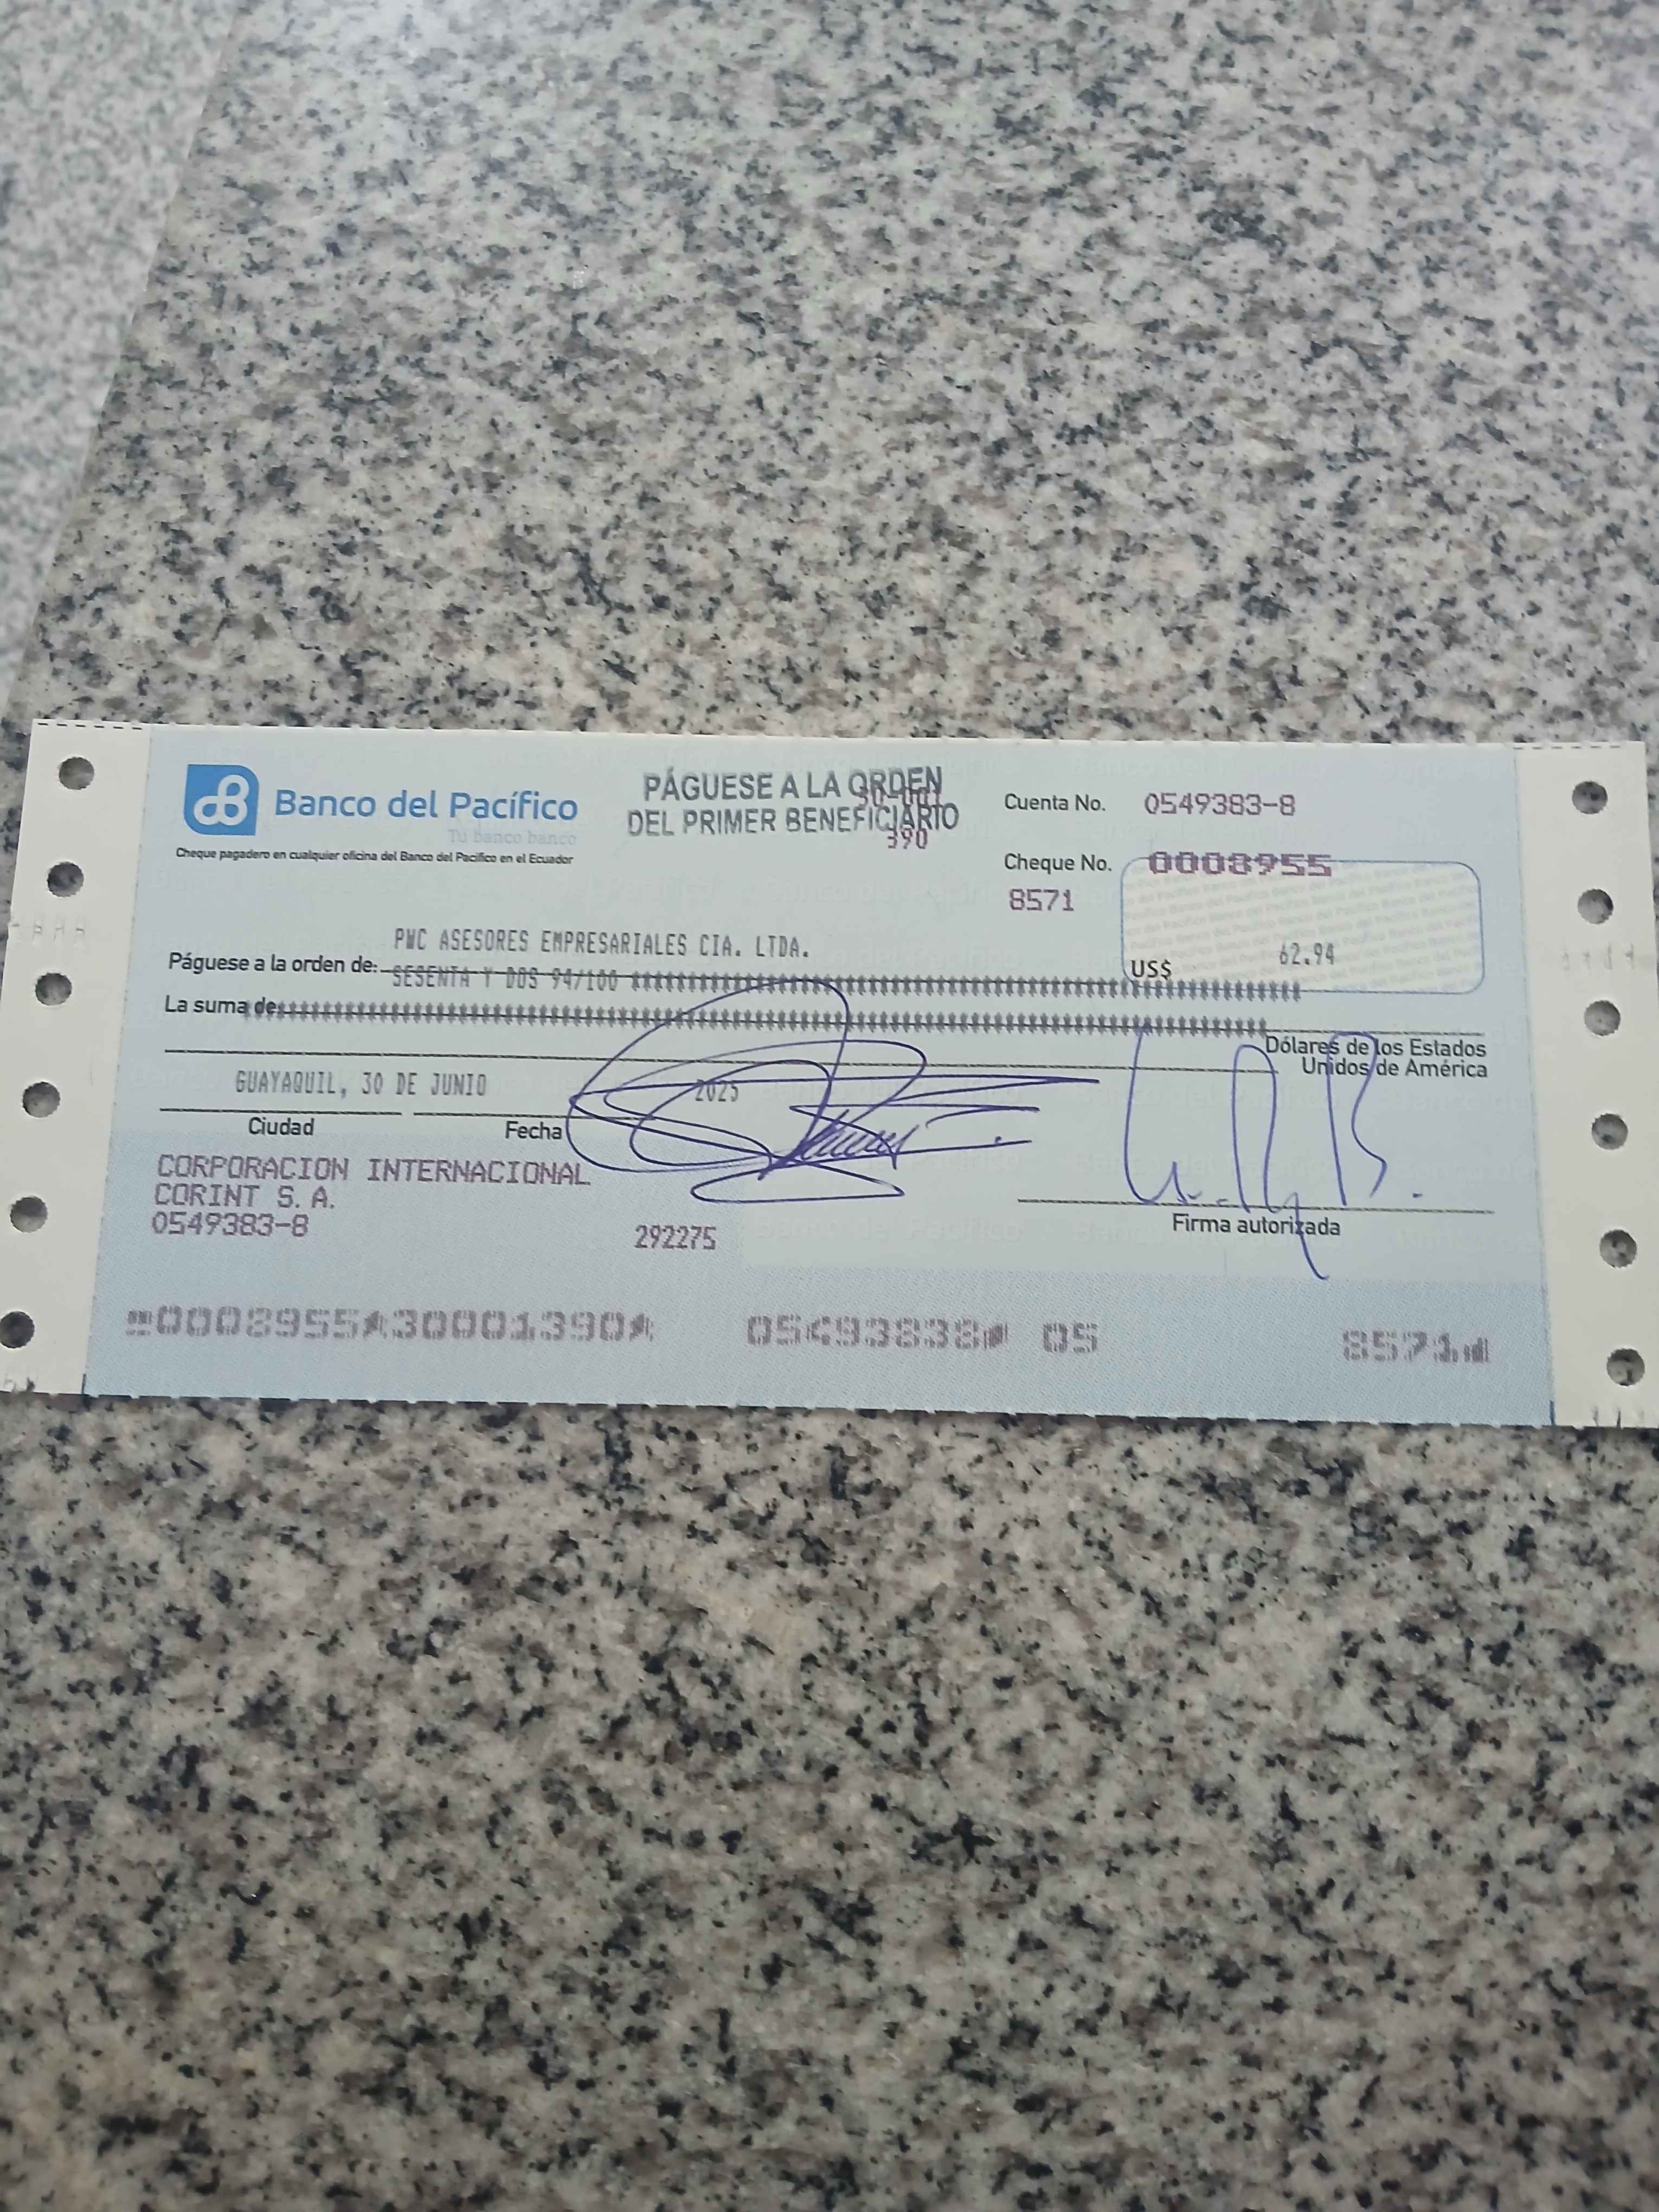 Banco del Pacífico
Tu banco banco
Cheque pagadero en cualquier oficina del Banco del Pacífico en el Ecuador
PÁGUESE A LA ORDEN
DEL PRIMER BENEFICIARIO
390
Cuenta No. 0549383-8
Cheque No. 0008955
8571
PWC ASESORES EMPRESARIALES CIA. LTDA.
Páguese a la orden de:
US$ 62.94
SESENTA Y DOS 94/100
La suma de
Dólares de los Estados
Unidos de América
GUAYAQUIL, 30 DE JUNIO 2025
Ciudad Fecha
CORPORACION INTERNACIONAL
CORINT S. A.
0549383-8
292275
Firma autorizada
0008955 30001390 05493838 05 8571